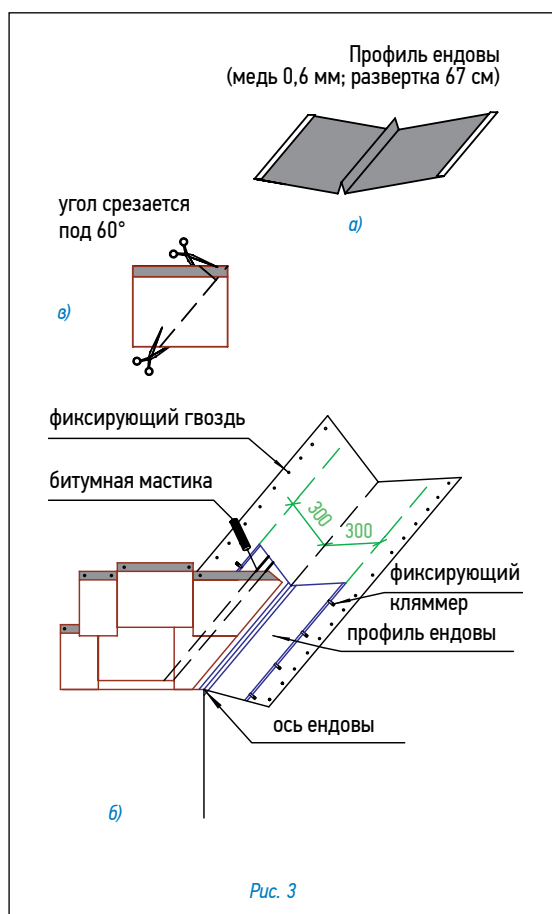 Профиль ендовы
(медь 0,6 мм; развертка 67 см)
а)
угол срезается
под 60°
в)
фиксирующий гвоздь
битумная мастика
300
300
фиксирующий
кляммер
профиль ендовы
ось ендовы
б)
Рис. 3